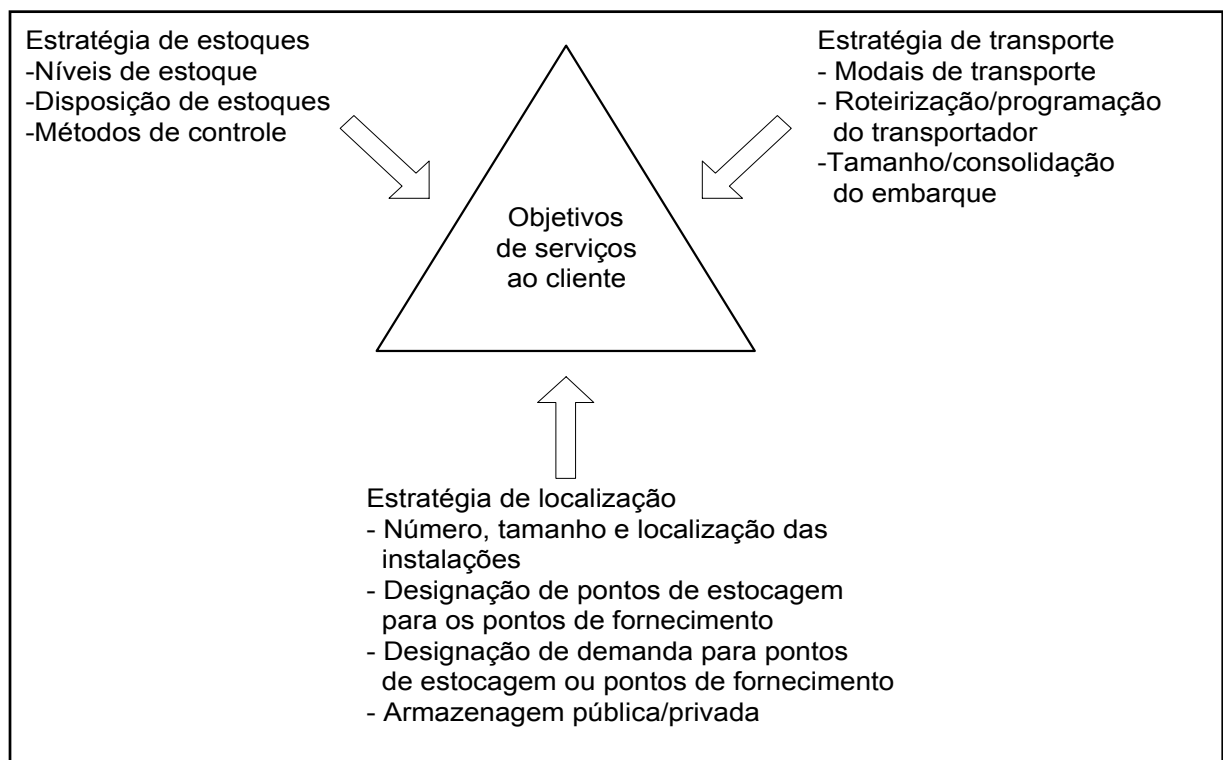 Estratégia de estoques
-Níveis de estoque
-Disposição de estoques
-Métodos de controle
Estratégia de transporte
- Modais de transporte
- Roteirização/programação
do transportador
-Tamanho/consolidação
do embarque
Objetivos
de serviços
ao cliente
Estratégia de localização
- Número, tamanho e localização das
instalações
- Designação de pontos de estocagem
para os pontos de fornecimento
- Designação de demanda para pontos
de estocagem ou pontos de fornecimento
- Armazenagem pública/privada